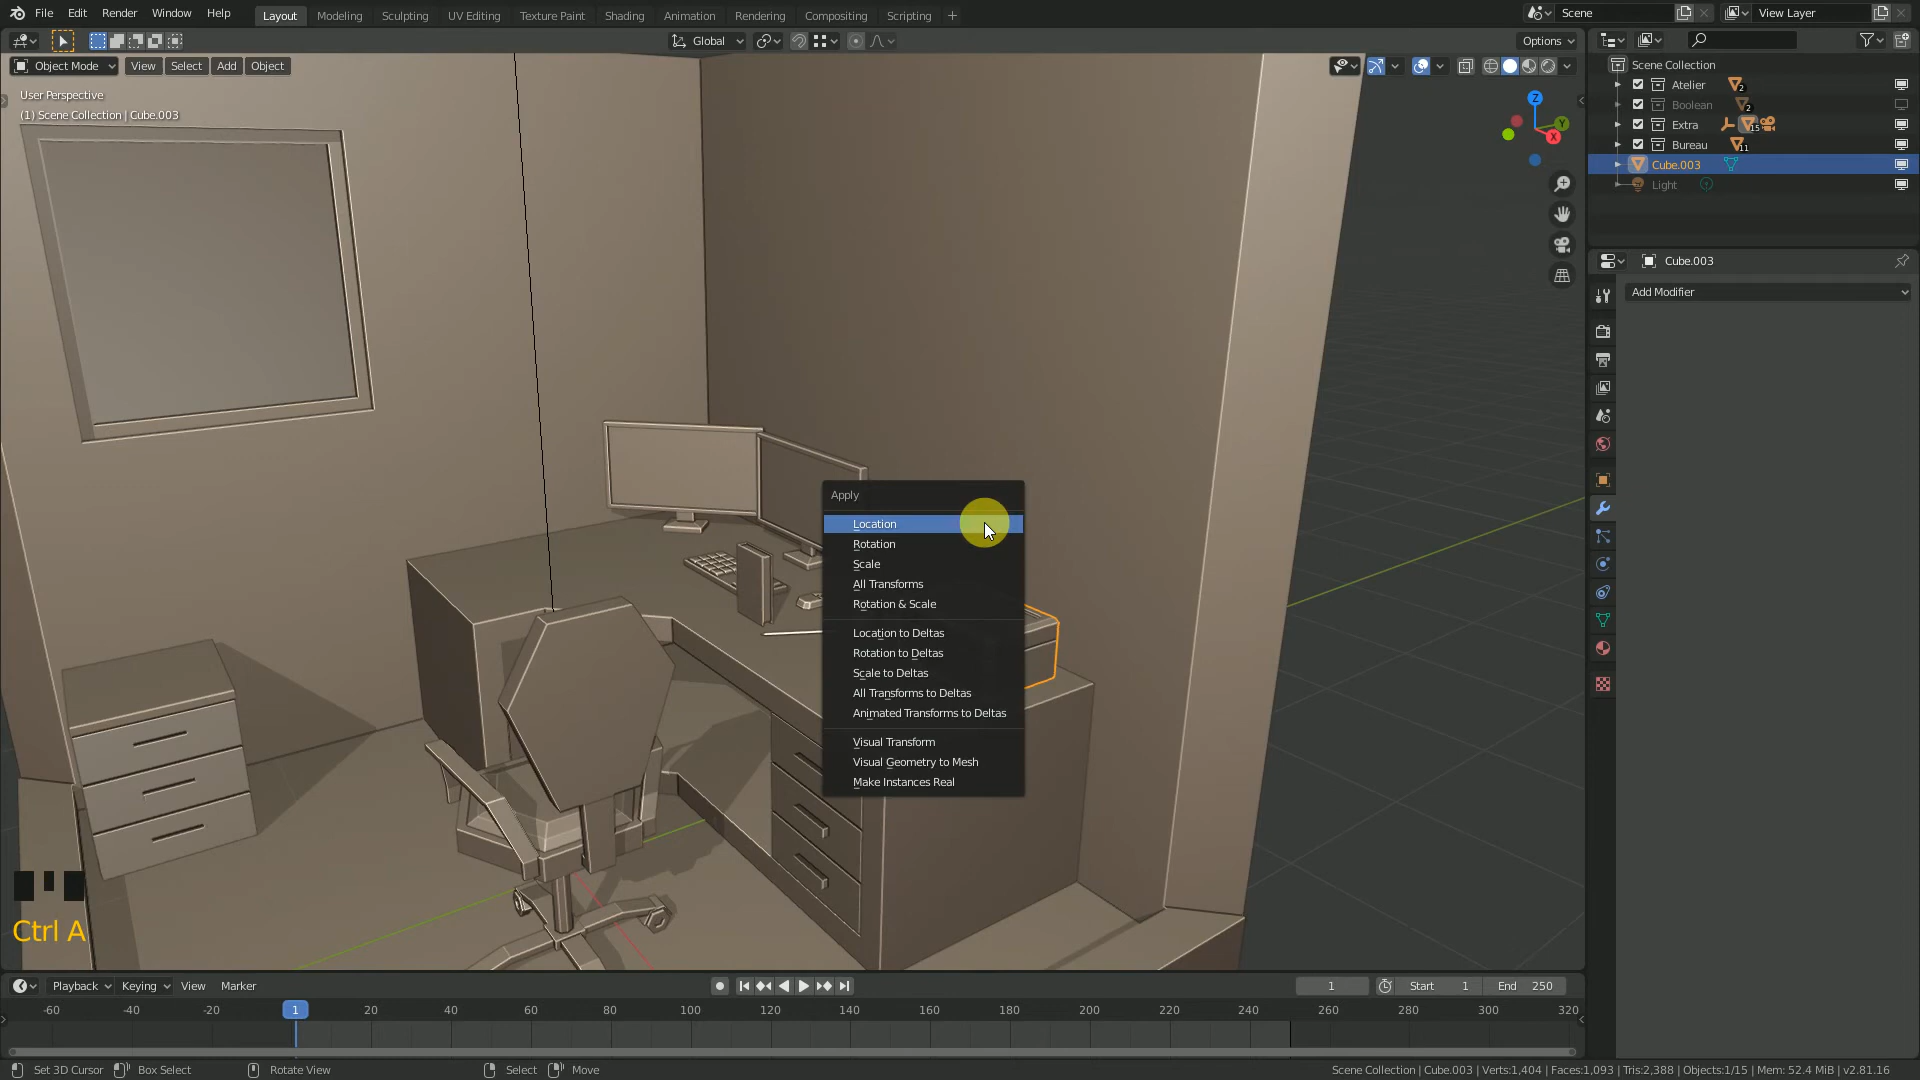 File Edit Render Window Help
Layout Modeling Sculpting UV Editing Texture Paint Shading Animation Rendering Compositing Scripting +
Scene View Layer
Global Options
Object Mode View Select Add Object
User Perspective
(1) Scene Collection | Cube.003
Z
Y
X
Scene Collection
Atelier 2
Boolean 2
Extra 15
Bureau 11
Cube.003
Light
Cube.003
Add Modifier
Apply
Location
Rotation
Scale
All Transforms
Rotation & Scale
Location to Deltas
Rotation to Deltas
Scale to Deltas
All Transforms to Deltas
Animated Transforms to Deltas
Visual Transform
Visual Geometry to Mesh
Make Instances Real
Ctrl A
Playback Keying View Marker 1 Start 1 End 250
-60 -40 -20 1 20 40 60 80 100 120 140 160 180 200 220 240 260 280 300 320
Set 3D Cursor Box Select Rotate View Select Move Scene Collection | Cube.003 | Verts:1,404 | Faces:1,093 | Tris:2,388 | Objects:1/15 | Mem: 52.4 MiB | v2.81.16